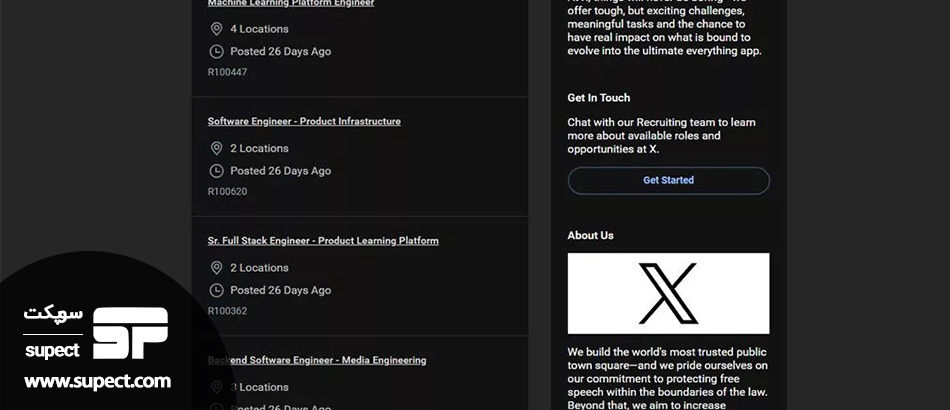 Machine Learning Platform Engineer
4 Locations
Posted 26 Days Ago
R100447
Software Engineer - Product Infrastructure
2 Locations
Posted 26 Days Ago
R100620
Sr. Full Stack Engineer - Product Learning Platform
2 Locations
Posted 26 Days Ago
R100362
Backend Software Engineer - Media Engineering
3 Locations
Posted 26 Days Ago
offer tough, but exciting challenges,
meaningful tasks and the chance to
have real impact on what is bound to
evolve into the ultimate everything app.
Get In Touch
Chat with our Recruiting team to learn
more about available roles and
opportunities at X.
Get Started
About Us
X
We build the world's most trusted public
town square—and we pride ourselves on
our commitment to protecting free
speech within the boundaries of the law.
Beyond that, we aim to increase
سوپکت
supect
SP
www.supect.com